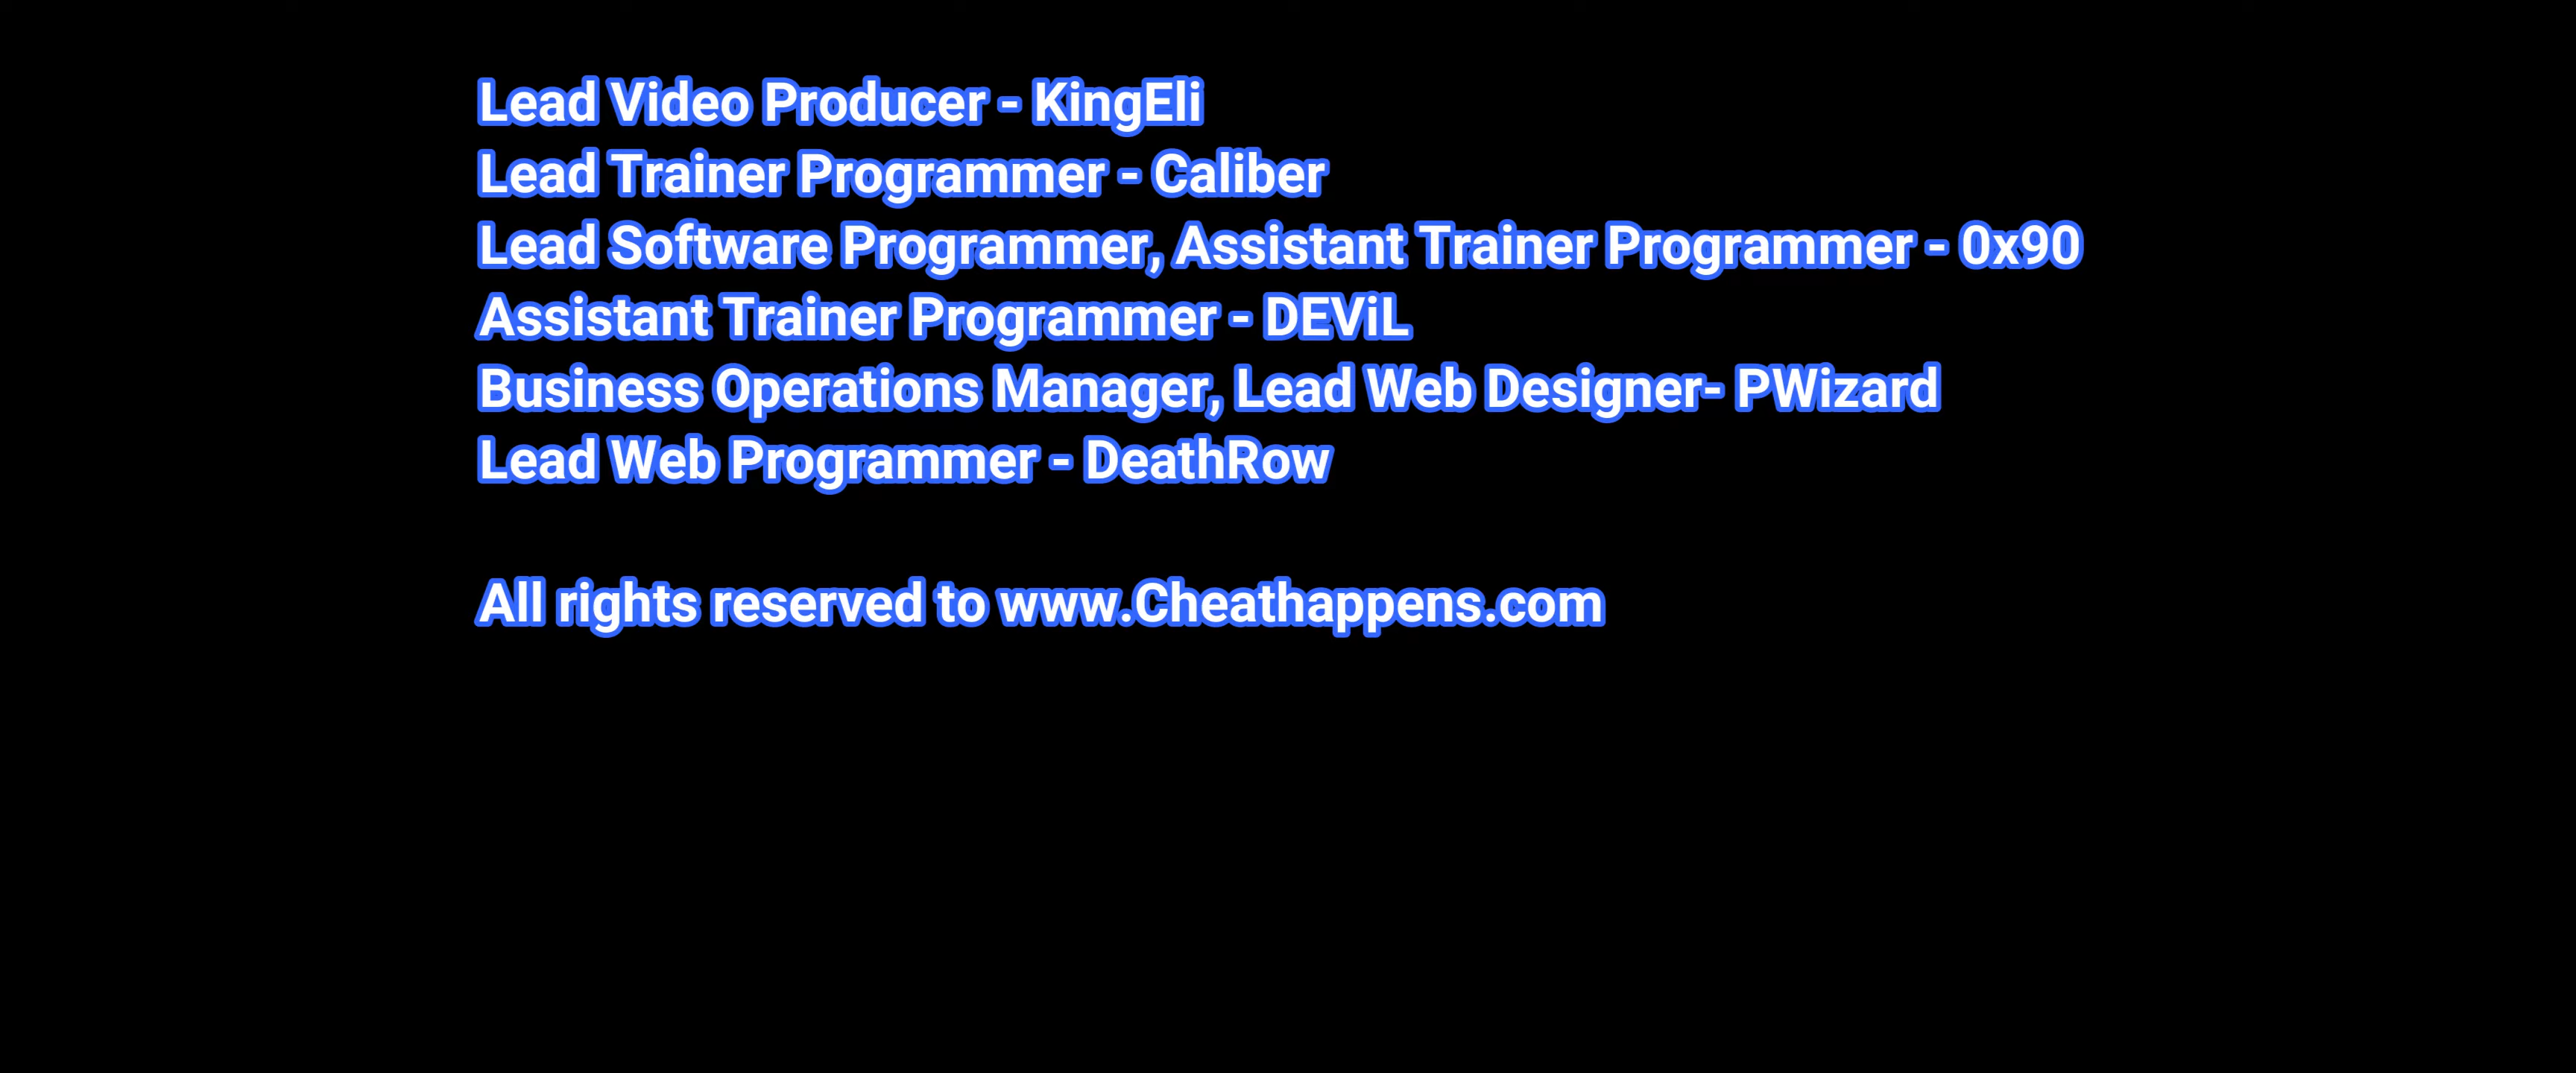 Lead Video Producer - KingEli
Lead Trainer Programmer - Caliber
Lead Software Programmer, Assistant Trainer Programmer - 0x90
Assistant Trainer Programmer - DEViL
Business Operations Manager, Lead Web Designer- PWizard
Lead Web Programmer - DeathRow
All rights reserved to www.Cheathappens.com